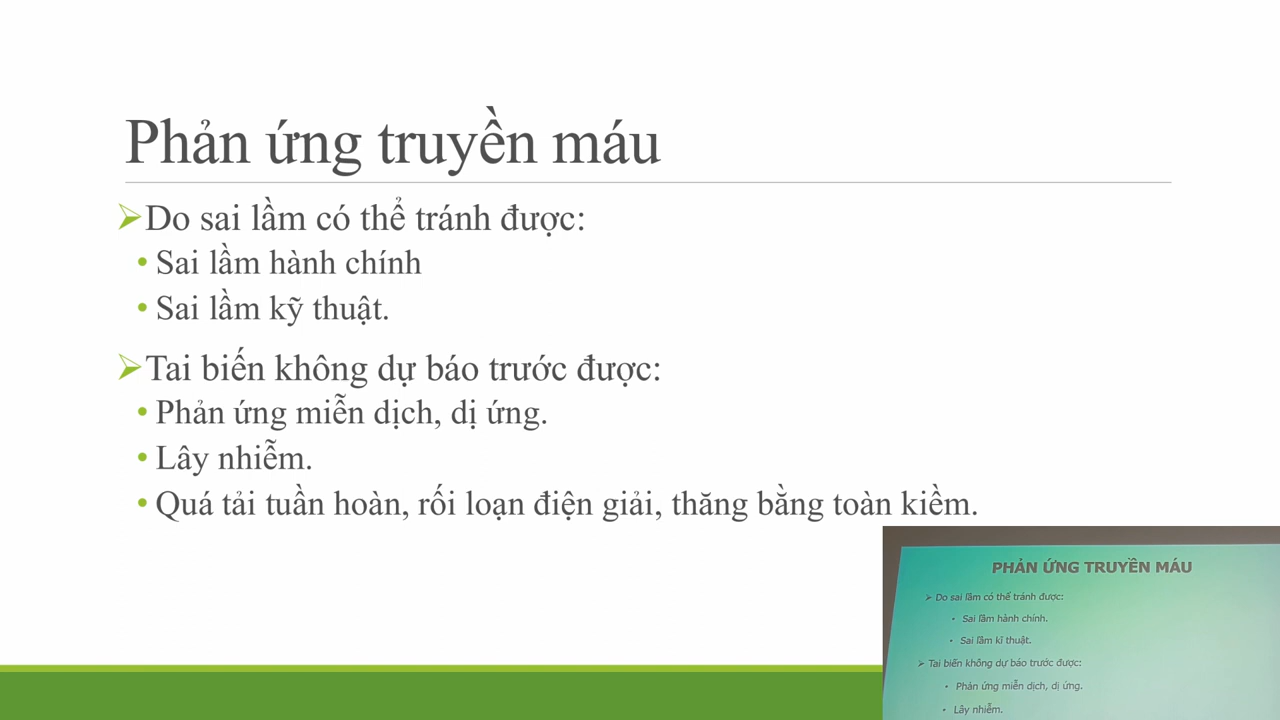 Phản ứng truyền máu
➢Do sai lầm có thể tránh được:
• Sai lầm hành chính
• Sai lầm kỹ thuật.
➢Tai biến không dự báo trước được:
• Phản ứng miễn dịch, dị ứng.
• Lây nhiễm.
• Quá tải tuần hoàn, rối loạn điện giải, thăng bằng toàn kiềm.
PHẢN ỨNG TRUYỀN MÁU
➢ Do sai lầm có thể tránh được:
• Sai lầm hành chính.
• Sai lầm kĩ thuật.
➢ Tai biến không dự báo trước được:
• Phản ứng miễn dịch, dị ứng.
• Lây nhiễm.